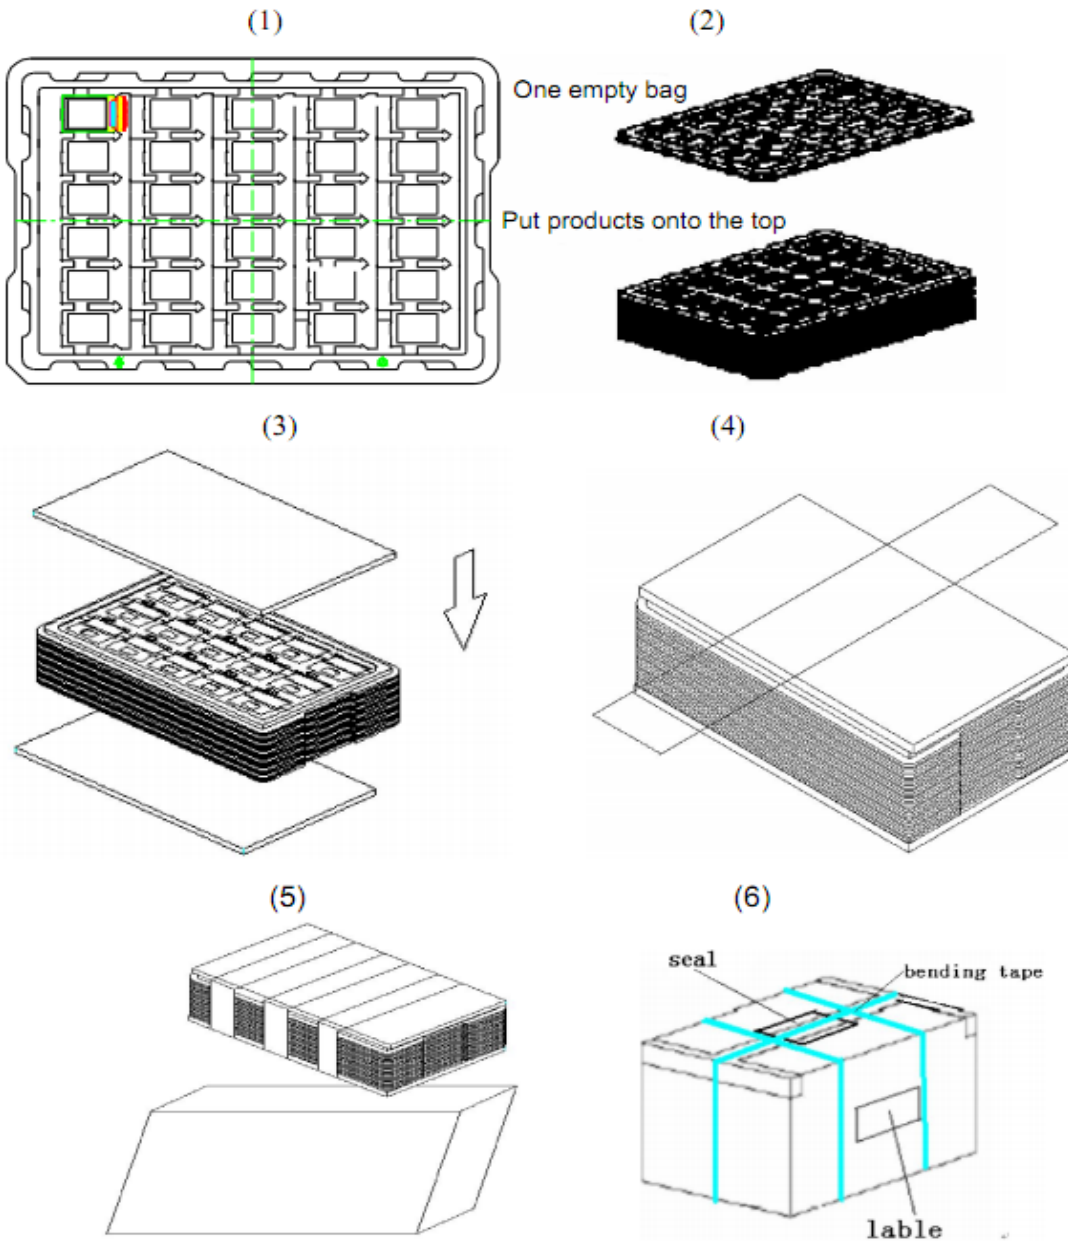 (1)
(2)
One empty bag
Put products onto the top
(3)
(4)
(5)
(6)
seal
bending tape
lable